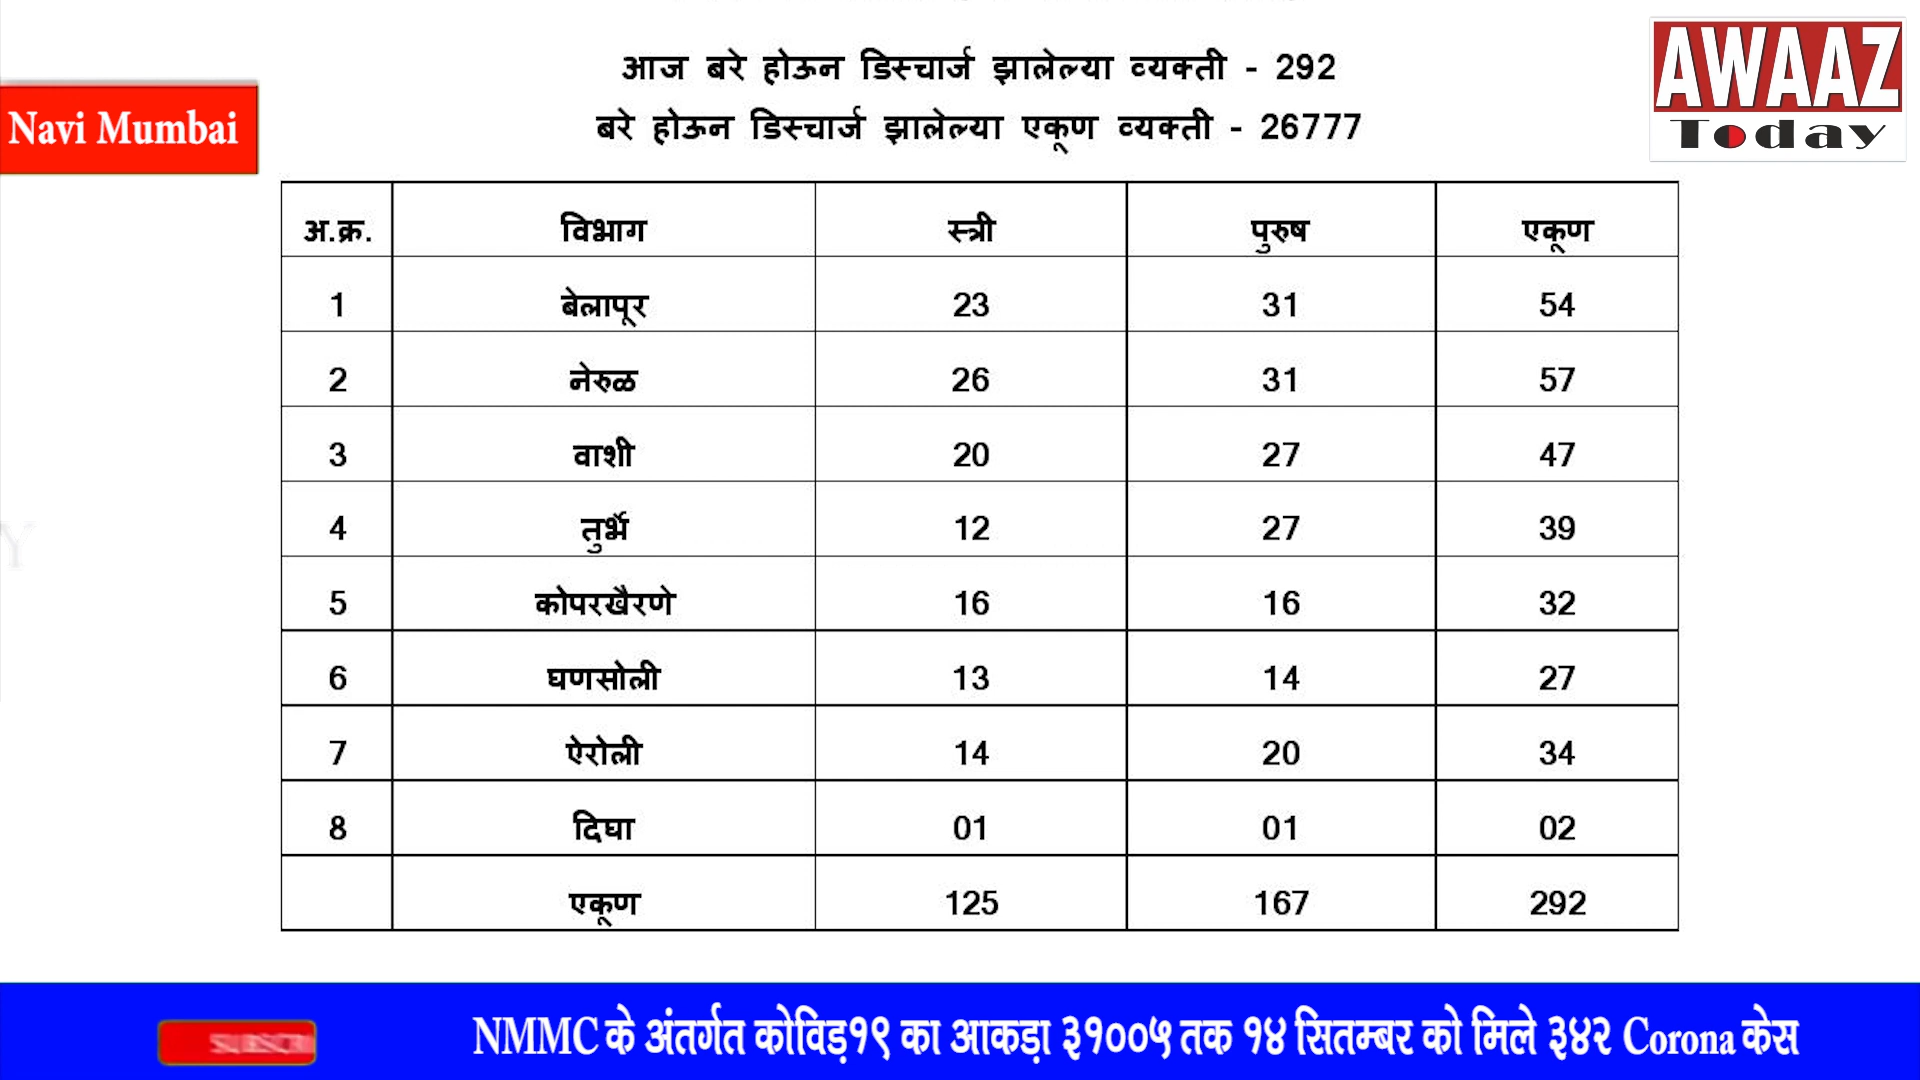 आज बरे होऊन डिस्चार्ज झालेल्या व्यक्ती - 292
बरे होऊन डिस्चार्ज झालेल्या एकूण व्यक्ती - 26777
AWAAZ
Today
Navi Mumbai
अ.क्र. विभाग स्त्री पुरुष एकूण
1 बेलापूर 23 31 54
2 नेरुळ 26 31 57
3 वाशी 20 27 47
4 तुर्भे 12 27 39
5 कोपरखैरणे 16 16 32
6 घणसोली 13 14 27
7 ऐरोली 14 20 34
8 दिघा 01 01 02
एकूण 125 167 292
NMMC के अंतर्गत कोविड़१९ का आकड़ा ३१००५ तक १४ सितम्बर को मिले ३४२ Corona केस